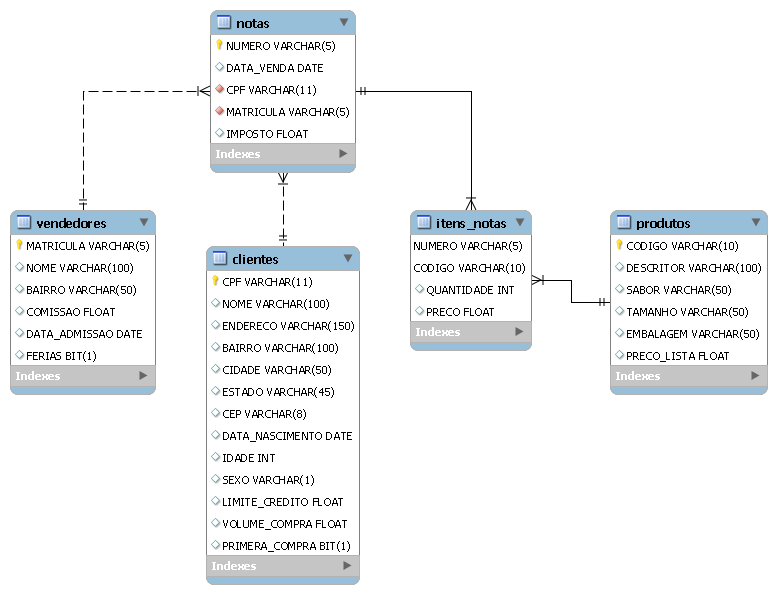 notas
NUMERO VARCHAR(5)
DATA_VENDA DATE
CPF VARCHAR(11)
MATRICULA VARCHAR(5)
IMPOSTO FLOAT
Indexes
vendedores
MATRICULA VARCHAR(5)
NOME VARCHAR(100)
BAIRRO VARCHAR(50)
COMISSAO FLOAT
DATA_ADMISSAO DATE
FERIAS BIT(1)
Indexes
clientes
CPF VARCHAR(11)
NOME VARCHAR(100)
ENDERECO VARCHAR(150)
BAIRRO VARCHAR(100)
CIDADE VARCHAR(50)
ESTADO VARCHAR(45)
CEP VARCHAR(8)
DATA_NASCIMENTO DATE
IDADE INT
SEXO VARCHAR(1)
LIMITE_CREDITO FLOAT
VOLUME_COMPRA FLOAT
PRIMERA_COMPRA BIT(1)
Indexes
itens_notas
NUMERO VARCHAR(5)
CODIGO VARCHAR(10)
QUANTIDADE INT
PRECO FLOAT
Indexes
produtos
CODIGO VARCHAR(10)
DESCRITOR VARCHAR(100)
SABOR VARCHAR(50)
TAMANHO VARCHAR(50)
EMBALAGEM VARCHAR(50)
PRECO_LISTA FLOAT
Indexes